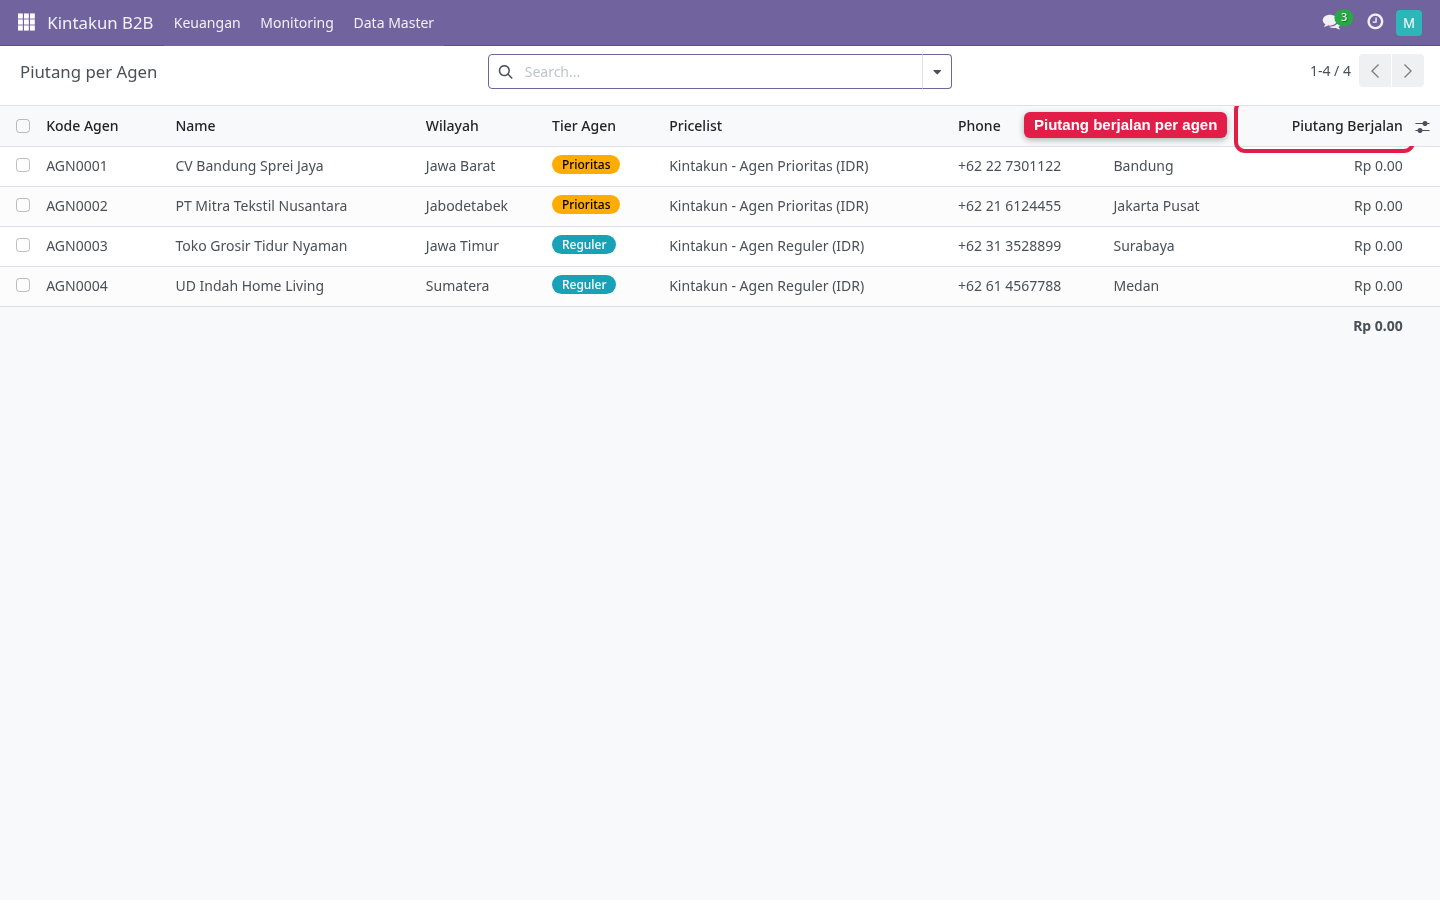 Kintakun B2B Keuangan Monitoring Data Master 3 M
Piutang per Agen Search... 1-4 / 4
Kode Agen Name Wilayah Tier Agen Pricelist Phone Piutang berjalan per agen Piutang Berjalan
AGN0001 CV Bandung Sprei Jaya Jawa Barat Prioritas Kintakun - Agen Prioritas (IDR) +62 22 7301122 Bandung Rp 0.00
AGN0002 PT Mitra Tekstil Nusantara Jabodetabek Prioritas Kintakun - Agen Prioritas (IDR) +62 21 6124455 Jakarta Pusat Rp 0.00
AGN0003 Toko Grosir Tidur Nyaman Jawa Timur Reguler Kintakun - Agen Reguler (IDR) +62 31 3528899 Surabaya Rp 0.00
AGN0004 UD Indah Home Living Sumatera Reguler Kintakun - Agen Reguler (IDR) +62 61 4567788 Medan Rp 0.00
Rp 0.00